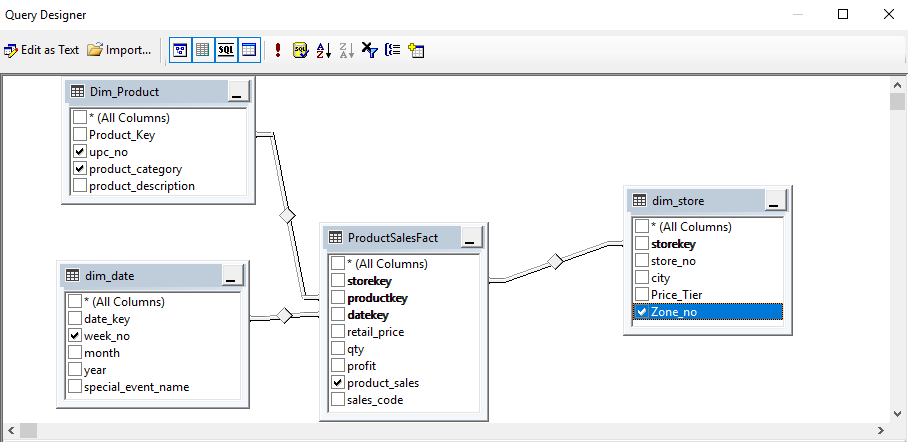 Query Designer
Edit as Text Import... SQL SQL
Dim_Product
* (All Columns)
Product_Key
upc_no
product_category
product_description
dim_store
* (All Columns)
storekey
store_no
city
Price_Tier
Zone_no
ProductSalesFact
* (All Columns)
storekey
productkey
datekey
retail_price
qty
profit
product_sales
sales_code
dim_date
* (All Columns)
date_key
week_no
month
year
special_event_name